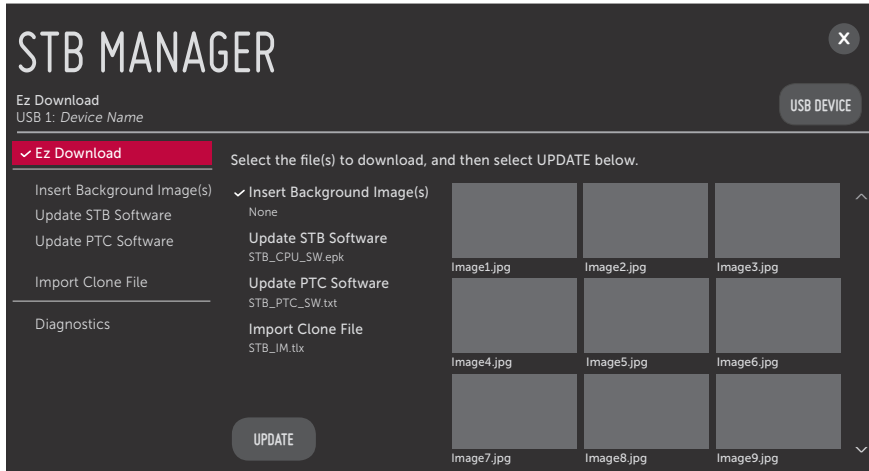 STB MANAGER
X
Ez Download
USB 1: Device Name
USB DEVICE
Ez Download
Insert Background Image(s)
Update STB Software
Update PTC Software
Import Clone File
Diagnostics
Select the file(s) to download, and then select UPDATE below.
Insert Background Image(s)
None
Update STB Software
STB_CPU_SW.epk
Update PTC Software
STB_PTC_SW.txt
Import Clone File
STB_IM.tlx
UPDATE
Image1.jpg
Image2.jpg
Image3.jpg
Image4.jpg
Image5.jpg
Image6.jpg
Image7.jpg
Image8.jpg
Image9.jpg